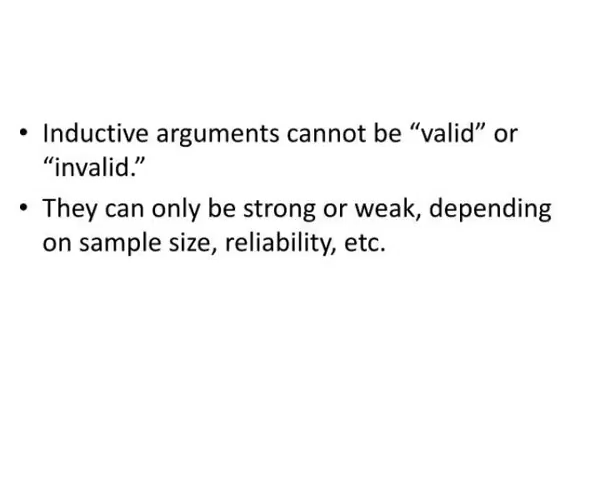 • Inductive arguments cannot be “valid” or
“invalid.”
• They can only be strong or weak, depending
on sample size, reliability, etc.